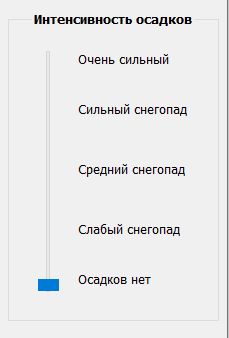 Интенсивность осадков
Очень сильный
Сильный снегопад
Средний снегопад
Слабый снегопад
Осадков нет